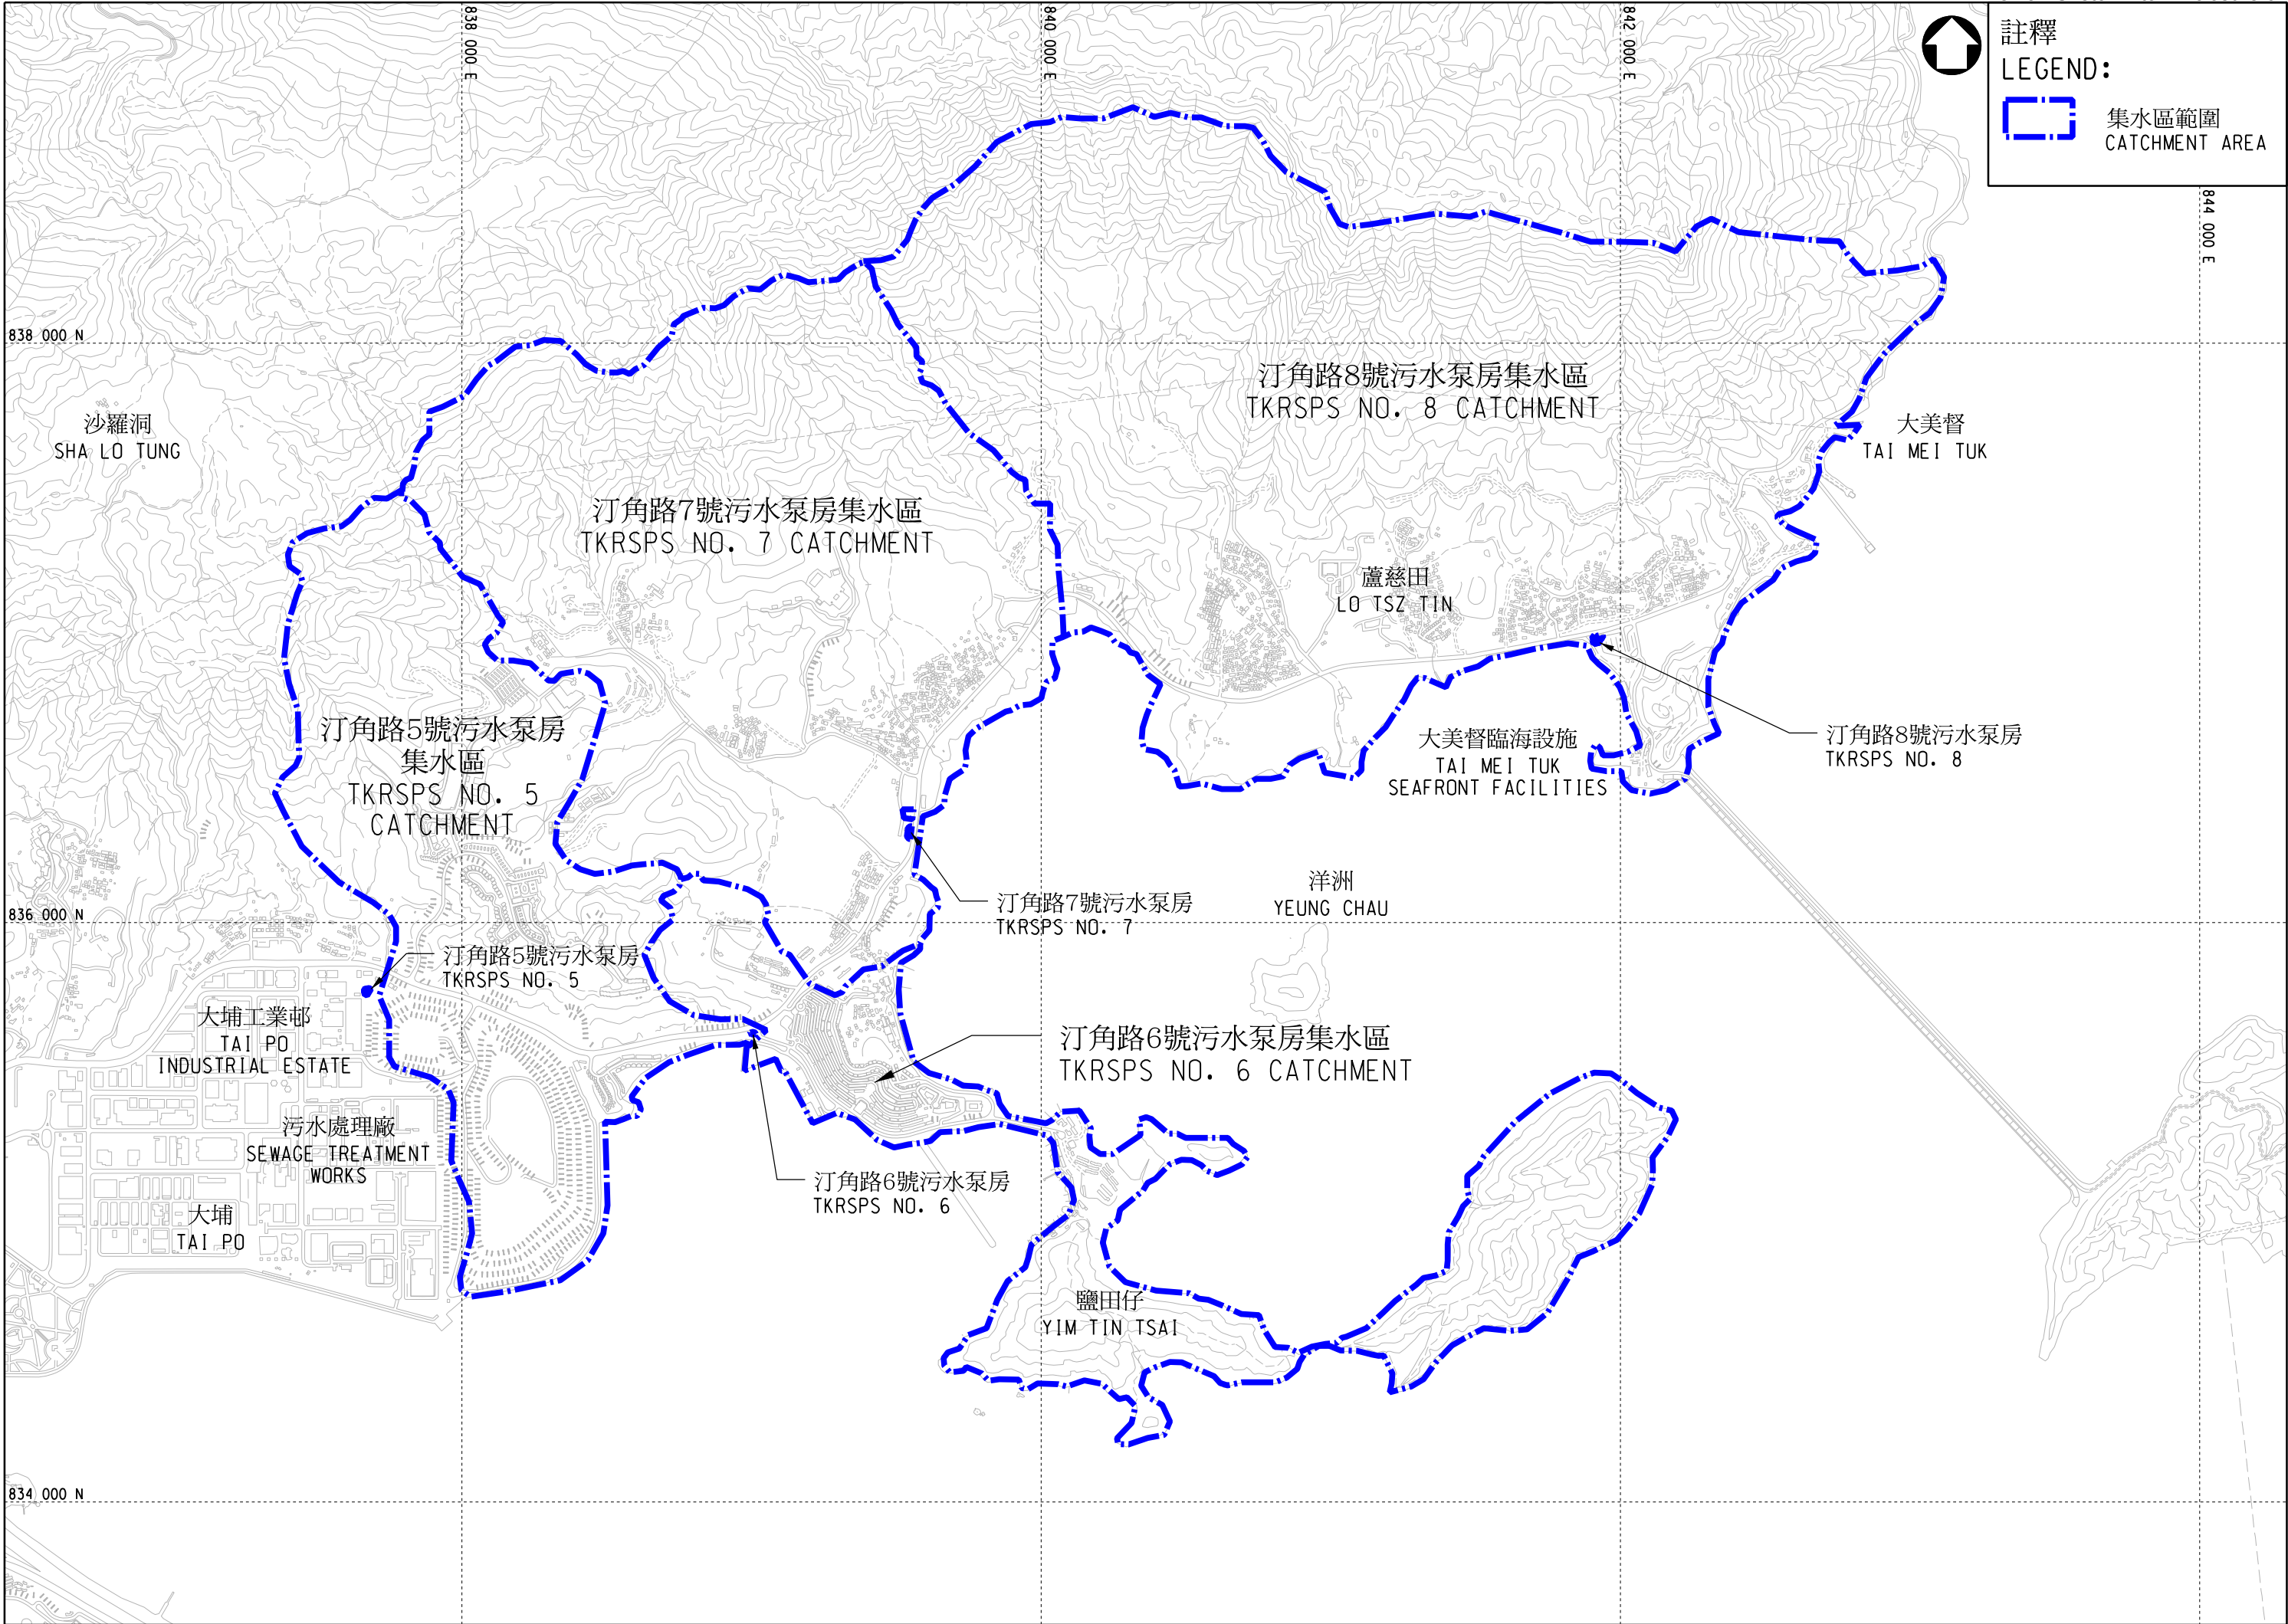 838 000 E
840 000 E
842 000 E
844 000 E
註釋
LEGEND:
集水區範圍
CATCHMENT AREA
838 000 N
沙羅洞
SHA LO TUNG
汀角路8號污水泵房集水區
TKRSPS NO. 8 CATCHMENT
大美督
TAI MEI TUK
汀角路7號污水泵房集水區
TKRSPS NO. 7 CATCHMENT
蘆慈田
LO TSZ TIN
汀角路5號污水泵房
集水區
TKRSPS NO. 5
CATCHMENT
大美督臨海設施
TAI MEI TUK
SEAFRONT FACILITIES
汀角路8號污水泵房
TKRSPS NO. 8
洋洲
YEUNG CHAU
汀角路7號污水泵房
TKRSPS NO. 7
836 000 N
汀角路5號污水泵房
TKRSPS NO. 5
大埔工業邨
TAI PO
INDUSTRIAL ESTATE
汀角路6號污水泵房集水區
TKRSPS NO. 6 CATCHMENT
污水處理廠
SEWAGE TREATMENT
WORKS
汀角路6號污水泵房
TKRSPS NO. 6
大埔
TAI PO
鹽田仔
YIM TIN TSAI
834 000 N